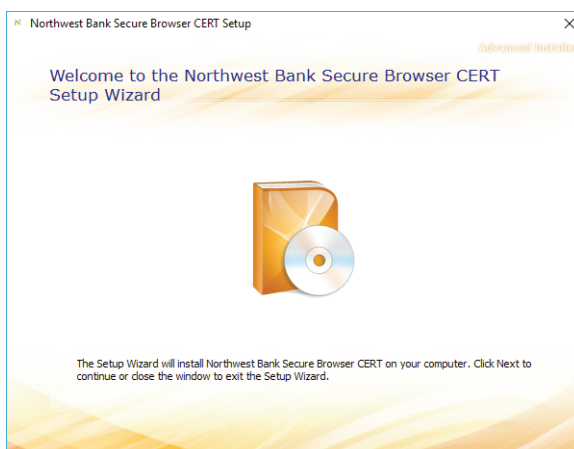 Northwest Bank Secure Browser CERT Setup
Advanced Installer
Welcome to the Northwest Bank Secure Browser CERT
Setup Wizard
The Setup Wizard will install Northwest Bank Secure Browser CERT on your computer. Click Next to
continue or close the window to exit the Setup Wizard.